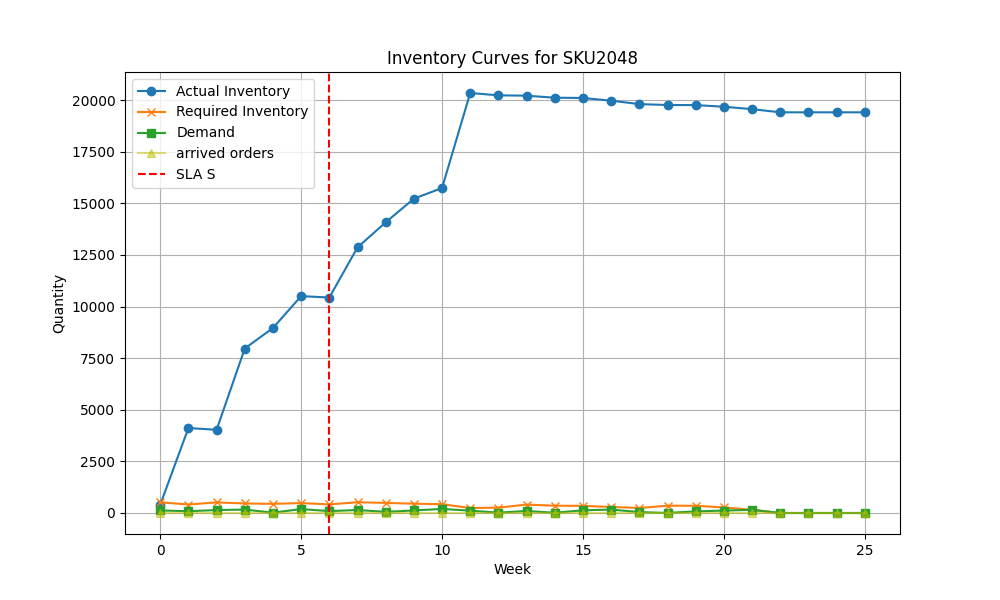 Inventory Curves for SKU2048
Actual Inventory
Required Inventory
Demand
arrived orders
SLA S
20000
17500
15000
12500
10000
7500
5000
2500
0
Quantity
0 5 10 15 20 25
Week